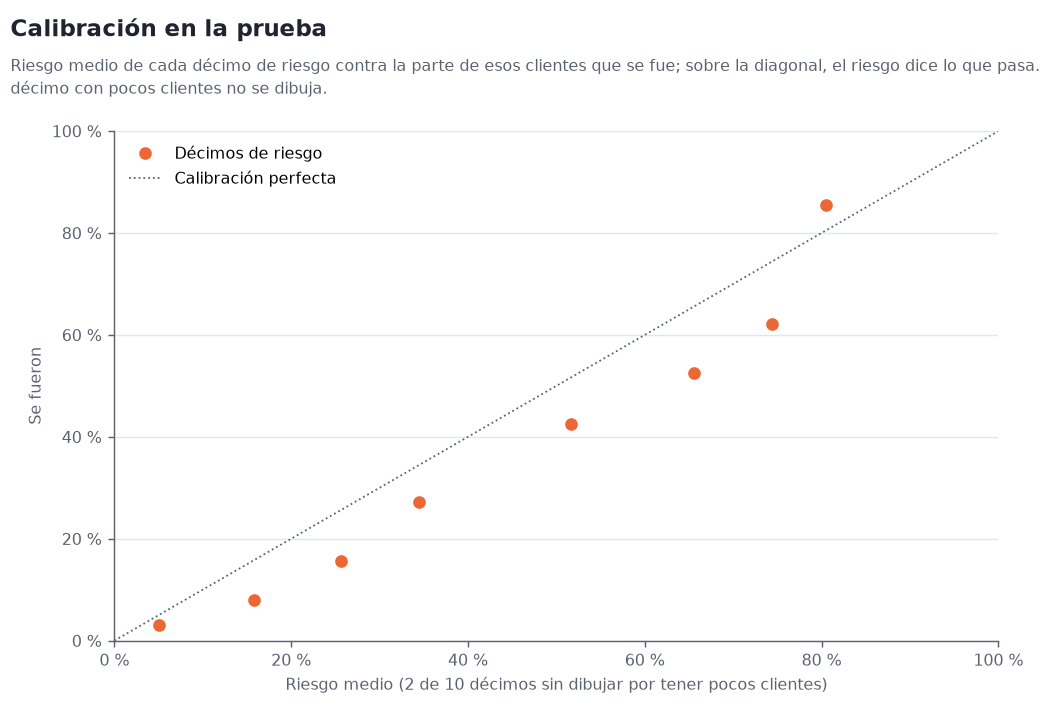 Calibración en la prueba
Riesgo medio de cada décimo de riesgo contra la parte de esos clientes que se fue; sobre la diagonal, el riesgo dice lo que pasa.
décimo con pocos clientes no se dibuja.
100 %
80 %
60 %
40 %
20 %
0 %
Décimos de riesgo
Calibración perfecta
Se fueron
0 %
20 %
40 %
60 %
80 %
100 %
Riesgo medio (2 de 10 décimos sin dibujar por tener pocos clientes)